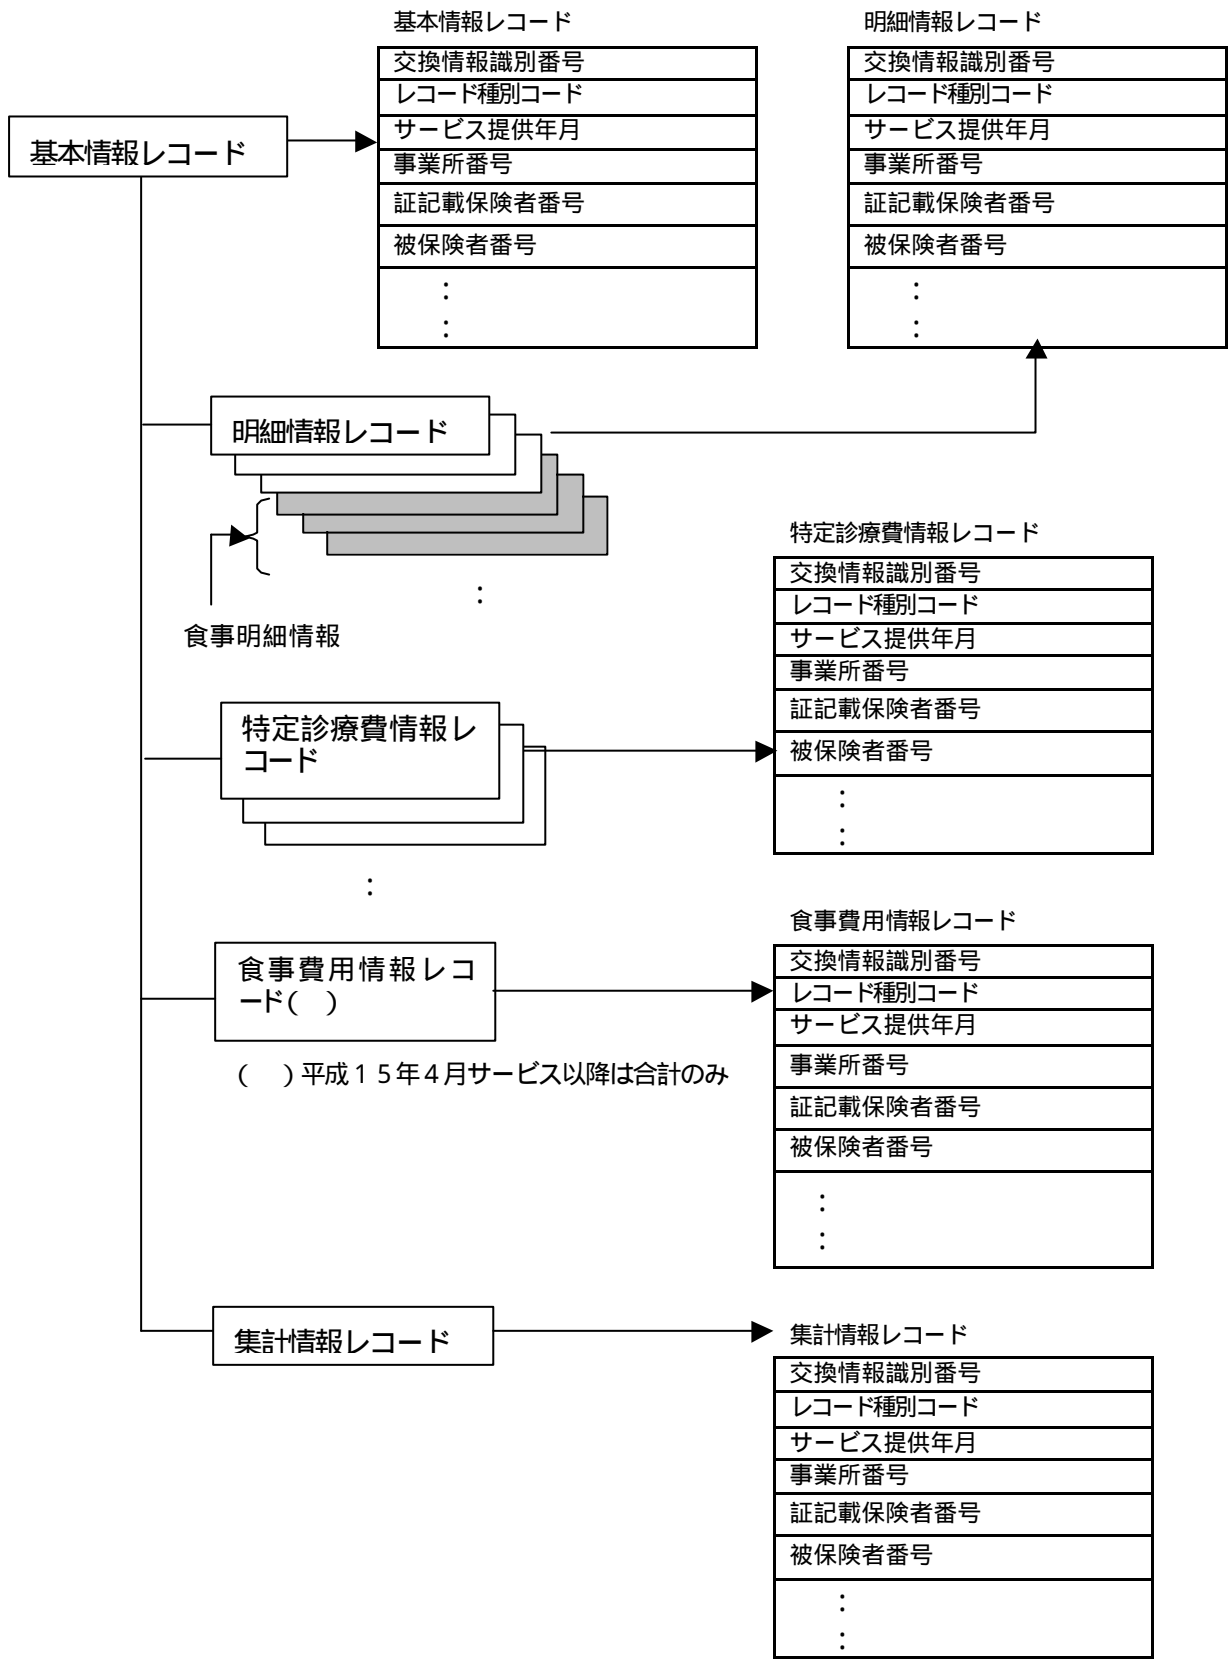 基本情報レコード
明細情報レコード
交換情報識別番号
レコード種別コード
サービス提供年月
事業所番号
証記載保険者番号
被保険者番号
：
：
交換情報識別番号
レコード種別コード
サービス提供年月
事業所番号
証記載保険者番号
被保険者番号
：
：
基本情報レコード
明細情報レコード
：
食事明細情報
特定診療費情報レコード
交換情報識別番号
レコード種別コード
サービス提供年月
事業所番号
証記載保険者番号
被保険者番号
：
：
特定診療費情報レ
コード
：
食事費用情報レコード
交換情報識別番号
レコード種別コード
サービス提供年月
事業所番号
証記載保険者番号
被保険者番号
：
：
食事費用情報レコ
ード(　)
(　)平成１５年４月サービス以降は合計のみ
集計情報レコード
集計情報レコード
交換情報識別番号
レコード種別コード
サービス提供年月
事業所番号
証記載保険者番号
被保険者番号
：
：